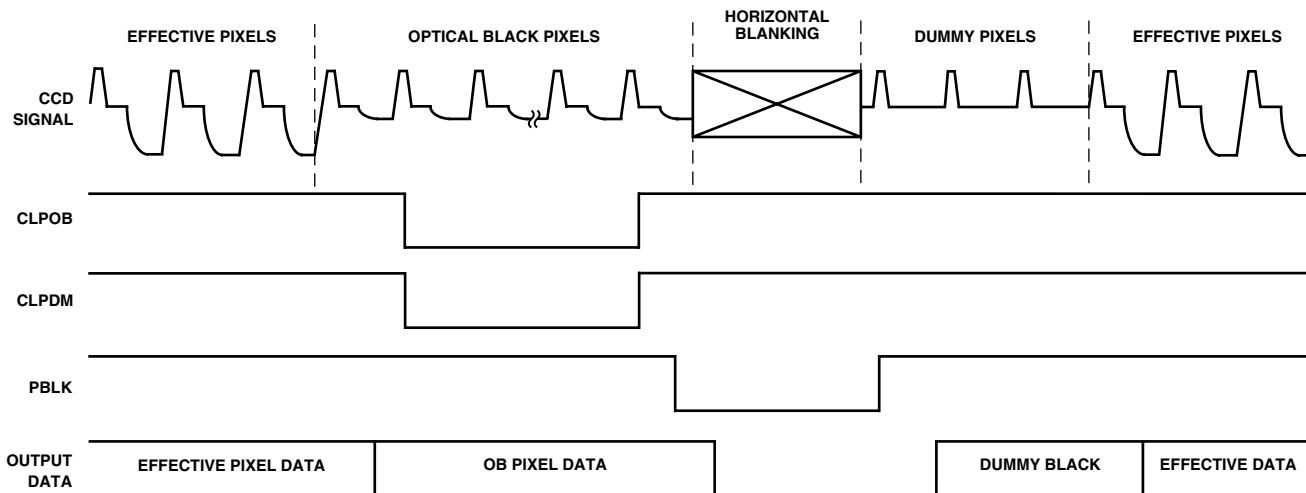 EFFECTIVE PIXELS
OPTICAL BLACK PIXELS
HORIZONTAL
BLANKING
DUMMY PIXELS
EFFECTIVE PIXELS
CCD
SIGNAL
CLPOB
CLPDM
PBLK
OUTPUT
DATA
EFFECTIVE PIXEL DATA
OB PIXEL DATA
DUMMY BLACK
EFFECTIVE DATA